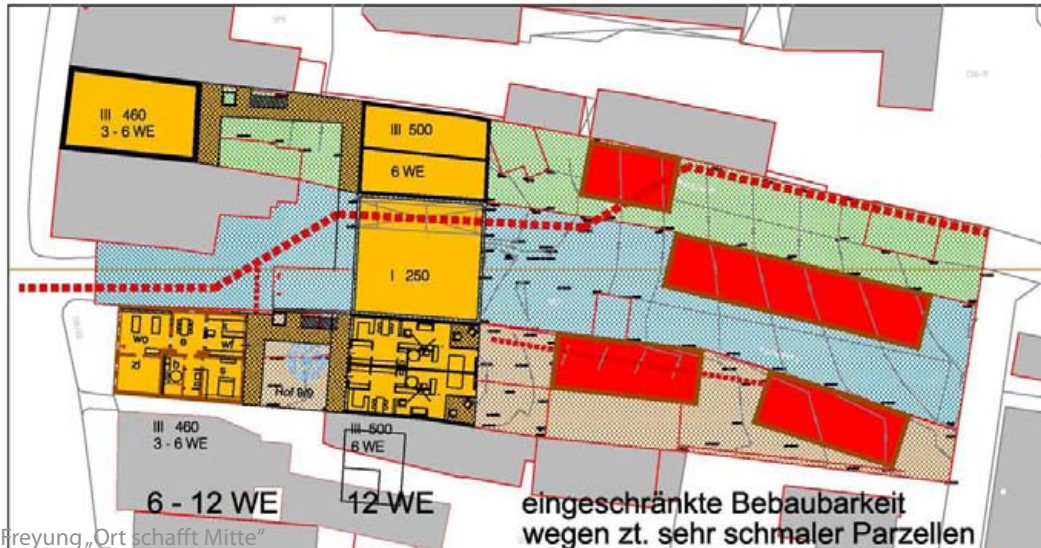 III 460
3 - 6 WE
III 500
6 WE
I 250
wo
e
wf
zi
Hof 9/9
III 460
3 - 6 WE
III 500
6 WE
6 - 12 WE
12 WE
eingeschränkte Bebaubarkeit
wegen zt. sehr schmaler Parzellen
Freyung „Ort schafft Mitte“